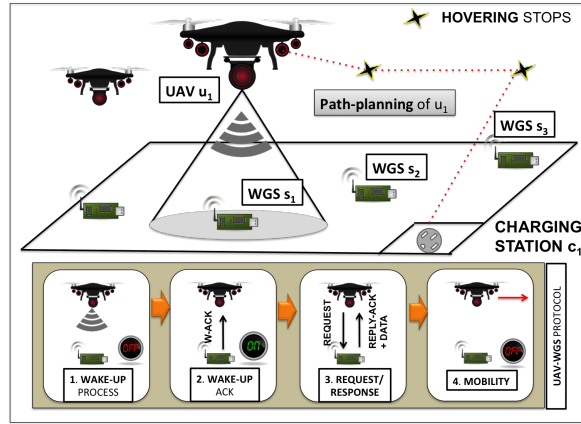 HOVERING STOPS
UAV u1
Path-planning of u1
WGS s3
WGS s2
WGS s1
CHARGING
STATION c1
OFF
1. WAKE-UP
PROCESS
W-ACK
ON
2. WAKE-UP
ACK
REQUEST
REPLY-ACK
+ DATA
3. REQUEST/
RESPONSE
OFF
4. MOBILITY
UAV-WGS PROTOCOL